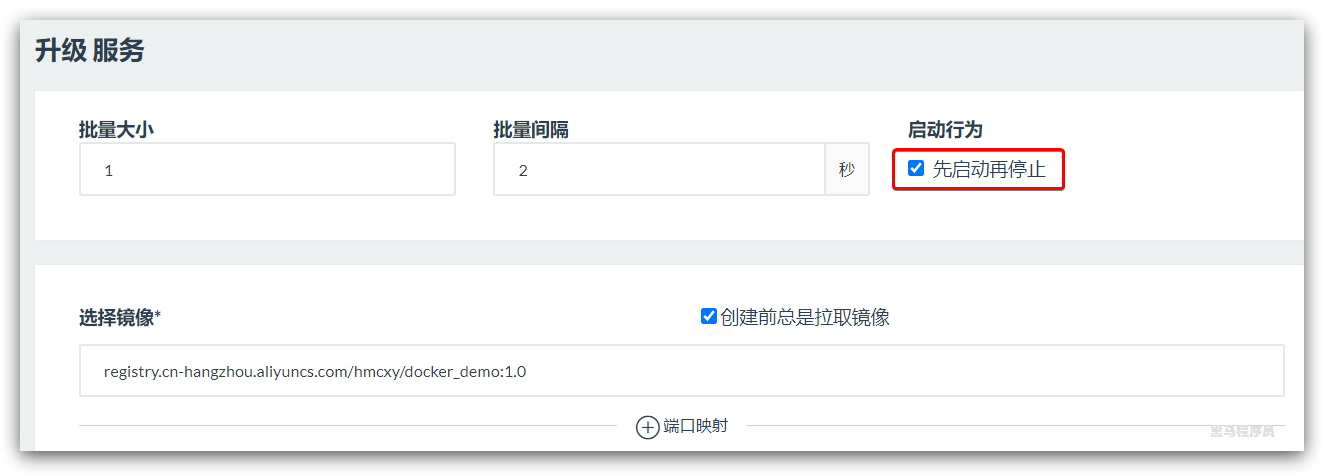 升级 服务
批量大小 批量间隔 启动行为
1 2 秒 先启动再停止
选择镜像* 创建前总是拉取镜像
registry.cn-hangzhou.aliyuncs.com/hmcxy/docker_demo:1.0
端口映射
黑马程序员